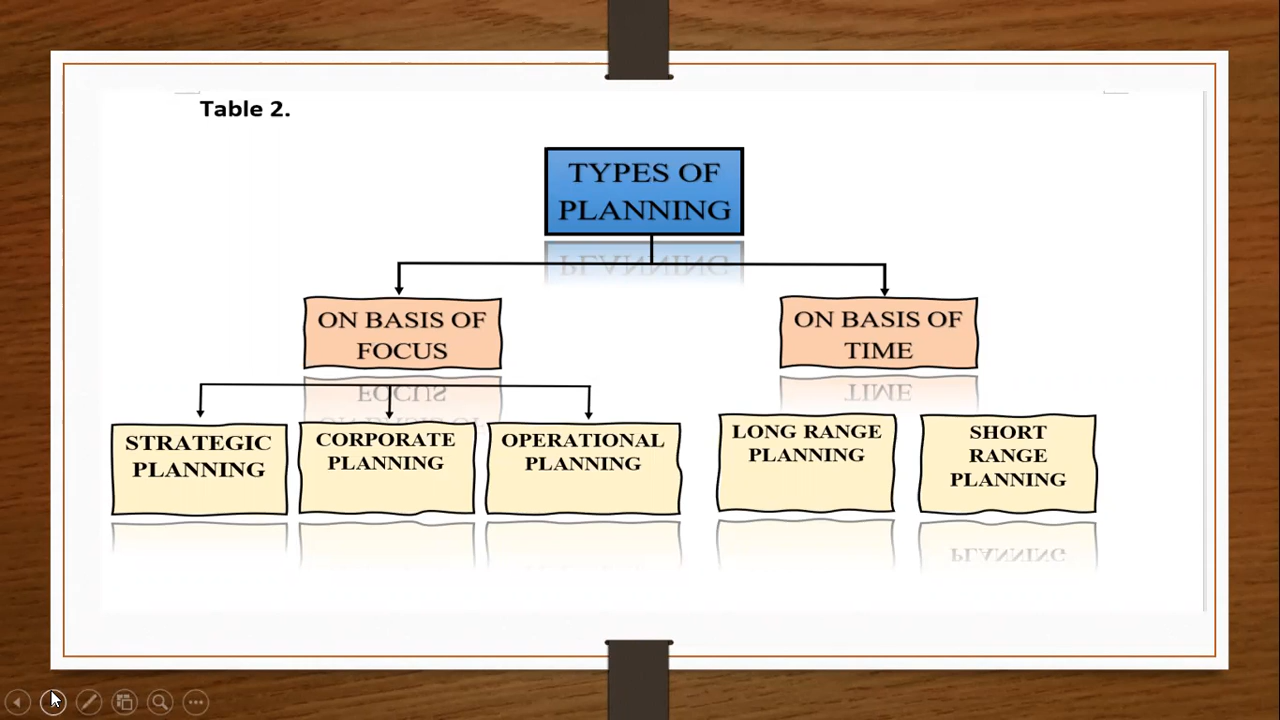 Table 2.
TYPES OF
PLANNING
ON BASIS OF
FOCUS
ON BASIS OF
TIME
STRATEGIC
PLANNING
CORPORATE
PLANNING
OPERATIONAL
PLANNING
LONG RANGE
PLANNING
SHORT
RANGE
PLANNING